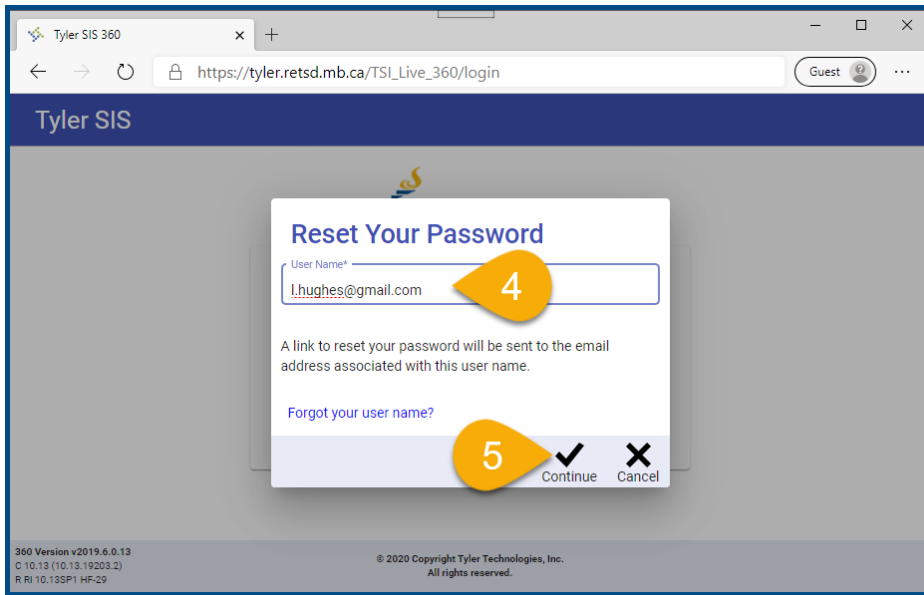 Tyler SIS 360
https://tyler.retsd.mb.ca/TSI_Live_360/login
Guest
Tyler SIS
Reset Your Password
User Name*
l.hughes@gmail.com
4
A link to reset your password will be sent to the email
address associated with this user name.
Forgot your user name?
5
Continue
Cancel
360 Version v2019.6.0.13
C 10.13 (10.13.19203.2)
R RI 10.13SP1 HF-29
© 2020 Copyright Tyler Technologies, Inc.
All rights reserved.